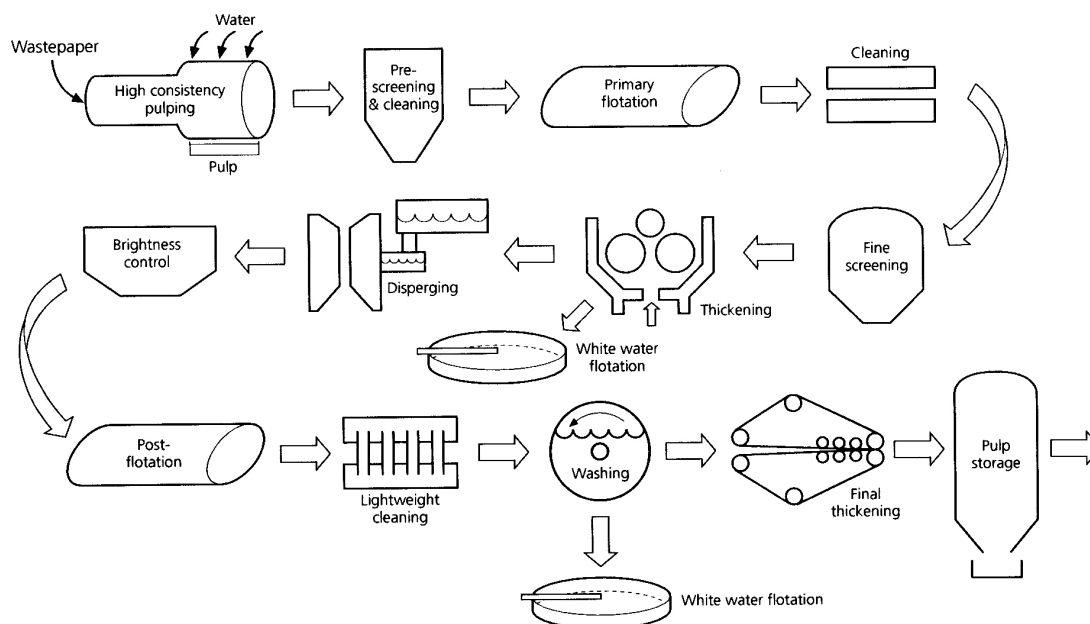 Water
Wastepaper
High consistency
pulping
Pulp
Pre-
screening
& cleaning
Primary
flotation
Cleaning
Brightness
control
Disperging
Thickening
Fine
screening
White water
flotation
Post-
flotation
Lightweight
cleaning
Washing
Final
thickening
Pulp
storage
White water flotation